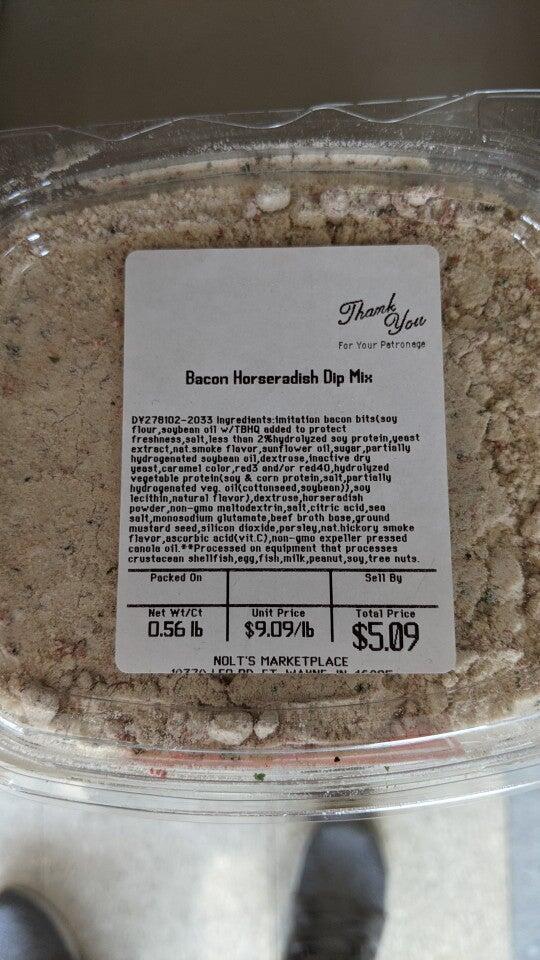 Thank
You
For Your Patronage
Bacon Horseradish Dip Mix
DY278102-2033 Ingredients:imitation bacon bits(soy
flour,soybean oil w/TBHQ added to protect
freshness,salt,less than 2%hydrolyzed soy protein,yeast
extract,nat.smoke flavor,sunflower oil,sugar,partially
hydrogenated soybean oil,dextrose,inactive dry
yeast,caramel color,red3 and/or red40,hydrolyzed
vegetable protein(soy & corn protein,salt,partially
hydrogenated veg. oil(cottonseed,soybean)),soy
lecithin,natural flavor),dextrose,horseradish
powder,non-gmo maltodextrin,salt,citric acid,sea
salt,monosodium glutamate,beef broth base,ground
mustard seed,silicon dioxide,parsley,nat.hickory smoke
flavor,ascorbic acid(vit.C),non-gmo expeller pressed
canola oil.**Processed on equipment that processes
crustacean shellfish,egg,fish,milk,peanut,soy,tree nuts.
Packed On Sell By
Net Wt/Ct Unit Price Total Price
0.56 lb $9.09/lb $5.09
NOLT'S MARKETPLACE